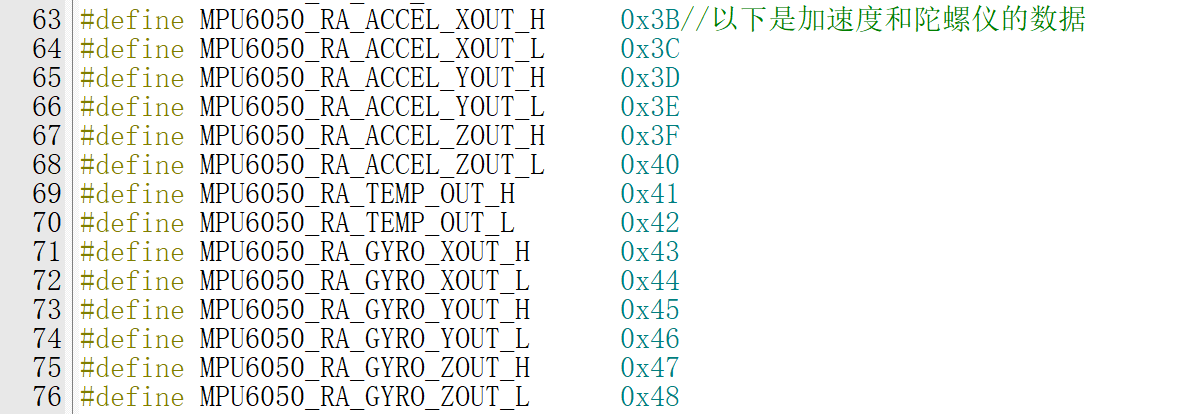 63 #define MPU6050_RA_ACCEL_XOUT_H 0x3B//以下是加速度和陀螺仪的数据
64 #define MPU6050_RA_ACCEL_XOUT_L 0x3C
65 #define MPU6050_RA_ACCEL_YOUT_H 0x3D
66 #define MPU6050_RA_ACCEL_YOUT_L 0x3E
67 #define MPU6050_RA_ACCEL_ZOUT_H 0x3F
68 #define MPU6050_RA_ACCEL_ZOUT_L 0x40
69 #define MPU6050_RA_TEMP_OUT_H 0x41
70 #define MPU6050_RA_TEMP_OUT_L 0x42
71 #define MPU6050_RA_GYRO_XOUT_H 0x43
72 #define MPU6050_RA_GYRO_XOUT_L 0x44
73 #define MPU6050_RA_GYRO_YOUT_H 0x45
74 #define MPU6050_RA_GYRO_YOUT_L 0x46
75 #define MPU6050_RA_GYRO_ZOUT_H 0x47
76 #define MPU6050_RA_GYRO_ZOUT_L 0x48